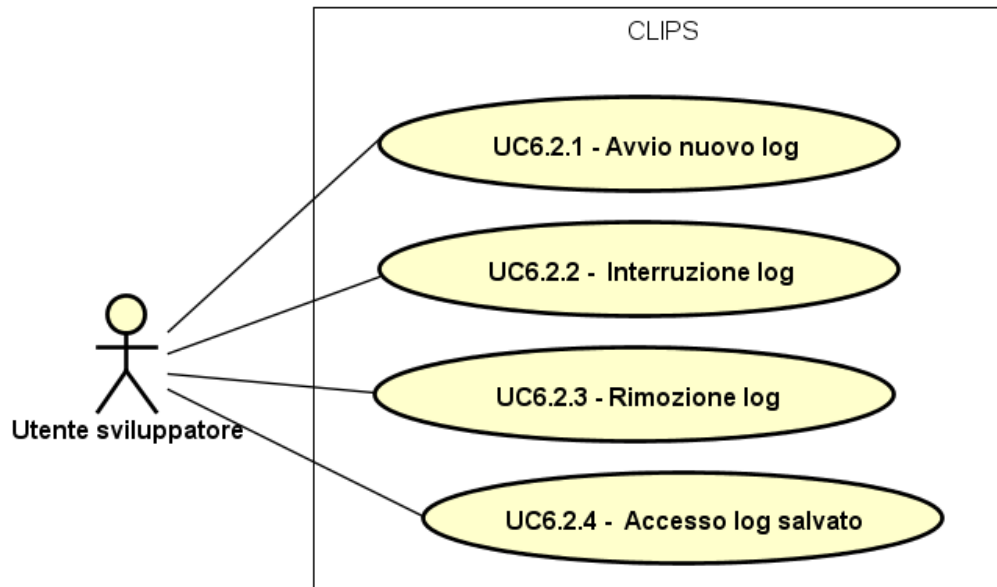 CLIPS
UC6.2.1 - Avvio nuovo log
UC6.2.2 - Interruzione log
UC6.2.3 - Rimozione log
Utente sviluppatore
UC6.2.4 - Accesso log salvato